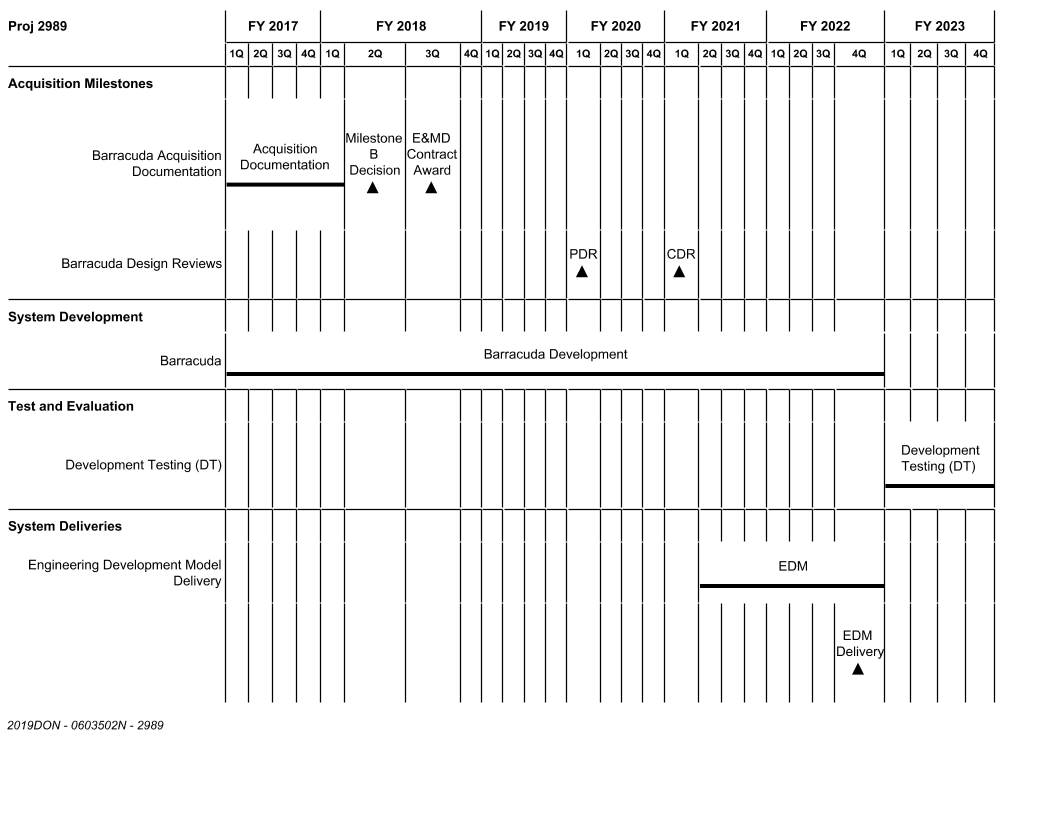 Proj 2989 FY 2017 FY 2018 FY 2019 FY 2020 FY 2021 FY 2022 FY 2023
1Q 2Q 3Q 4Q 1Q 2Q 3Q 4Q 1Q 2Q 3Q 4Q 1Q 2Q 3Q 4Q 1Q 2Q 3Q 4Q 1Q 2Q 3Q 4Q 1Q 2Q 3Q 4Q
Acquisition Milestones
Barracuda Acquisition
Documentation
Acquisition
Documentation
Milestone
B
Decision
E&MD
Contract
Award
Barracuda Design Reviews
PDR
CDR
System Development
Barracuda
Barracuda Development
Test and Evaluation
Development Testing (DT)
Development
Testing (DT)
System Deliveries
Engineering Development Model
Delivery
EDM
EDM
Delivery
2019DON - 0603502N - 2989